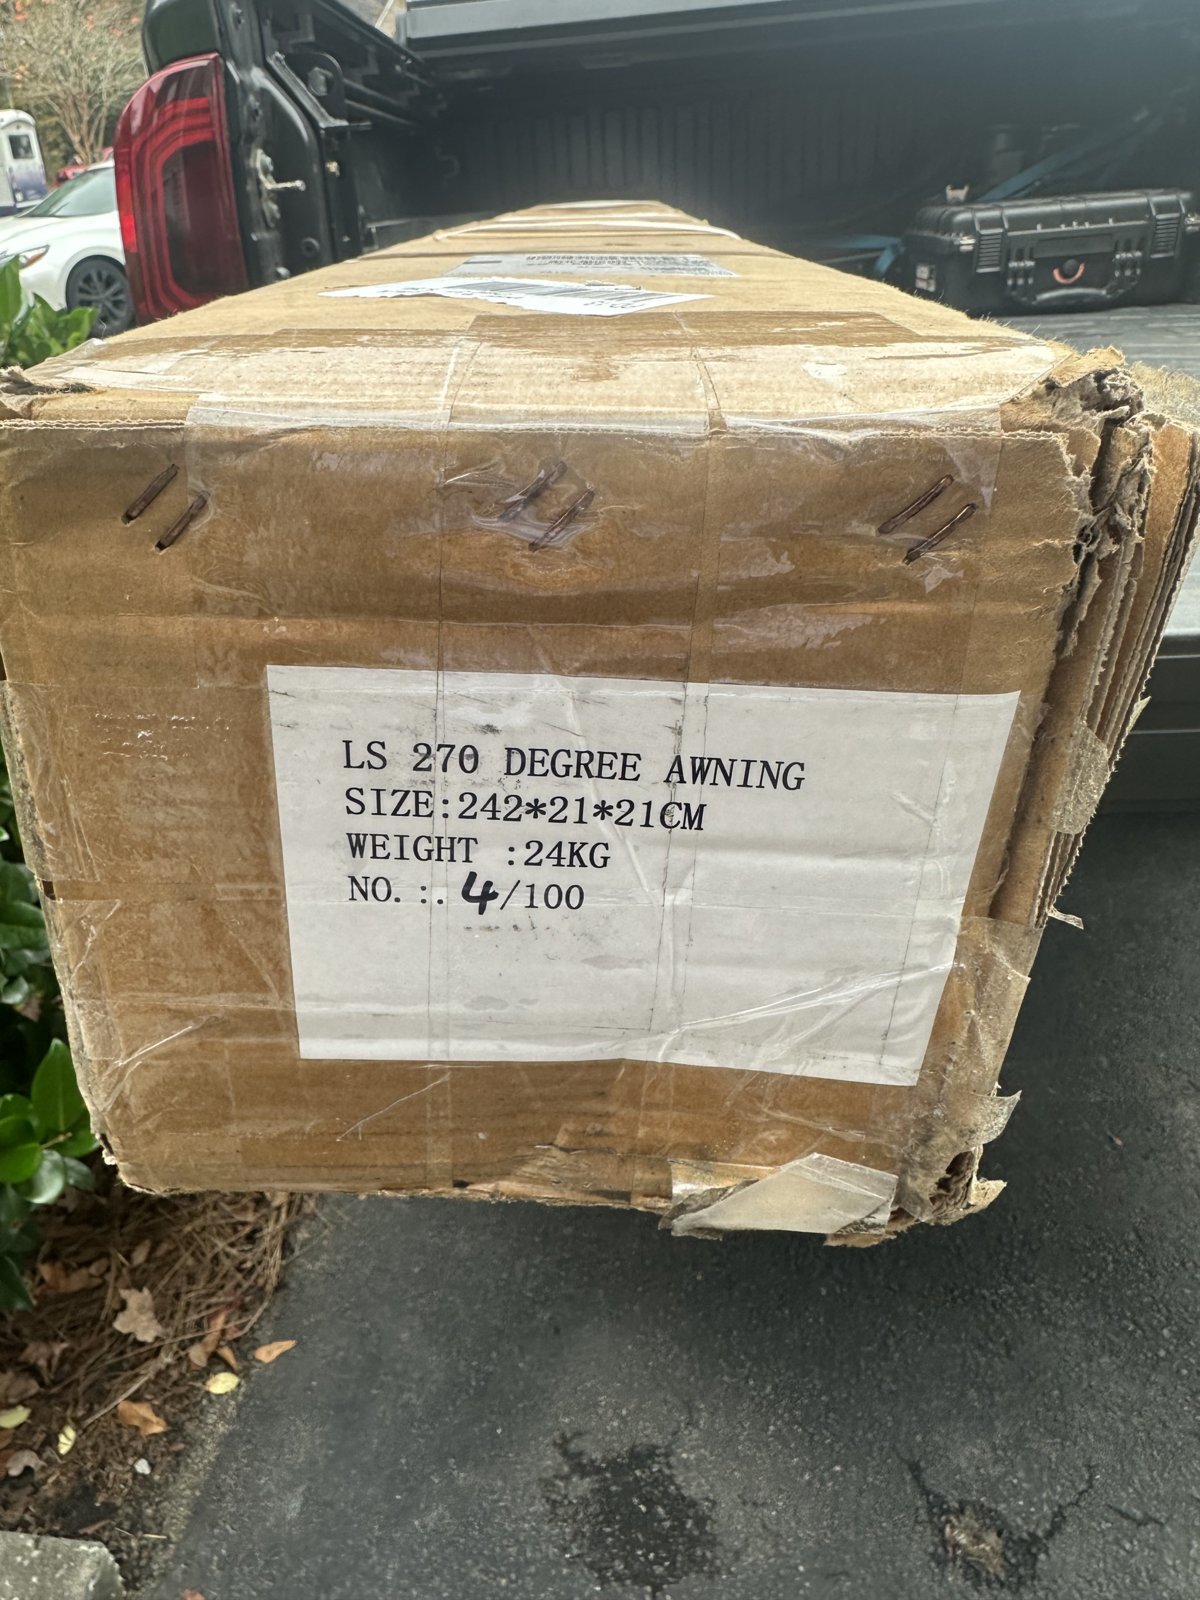 LS 270 DEGREE AWNING
SIZE:242*21*21CM
WEIGHT :24KG
NO.:. 4/100